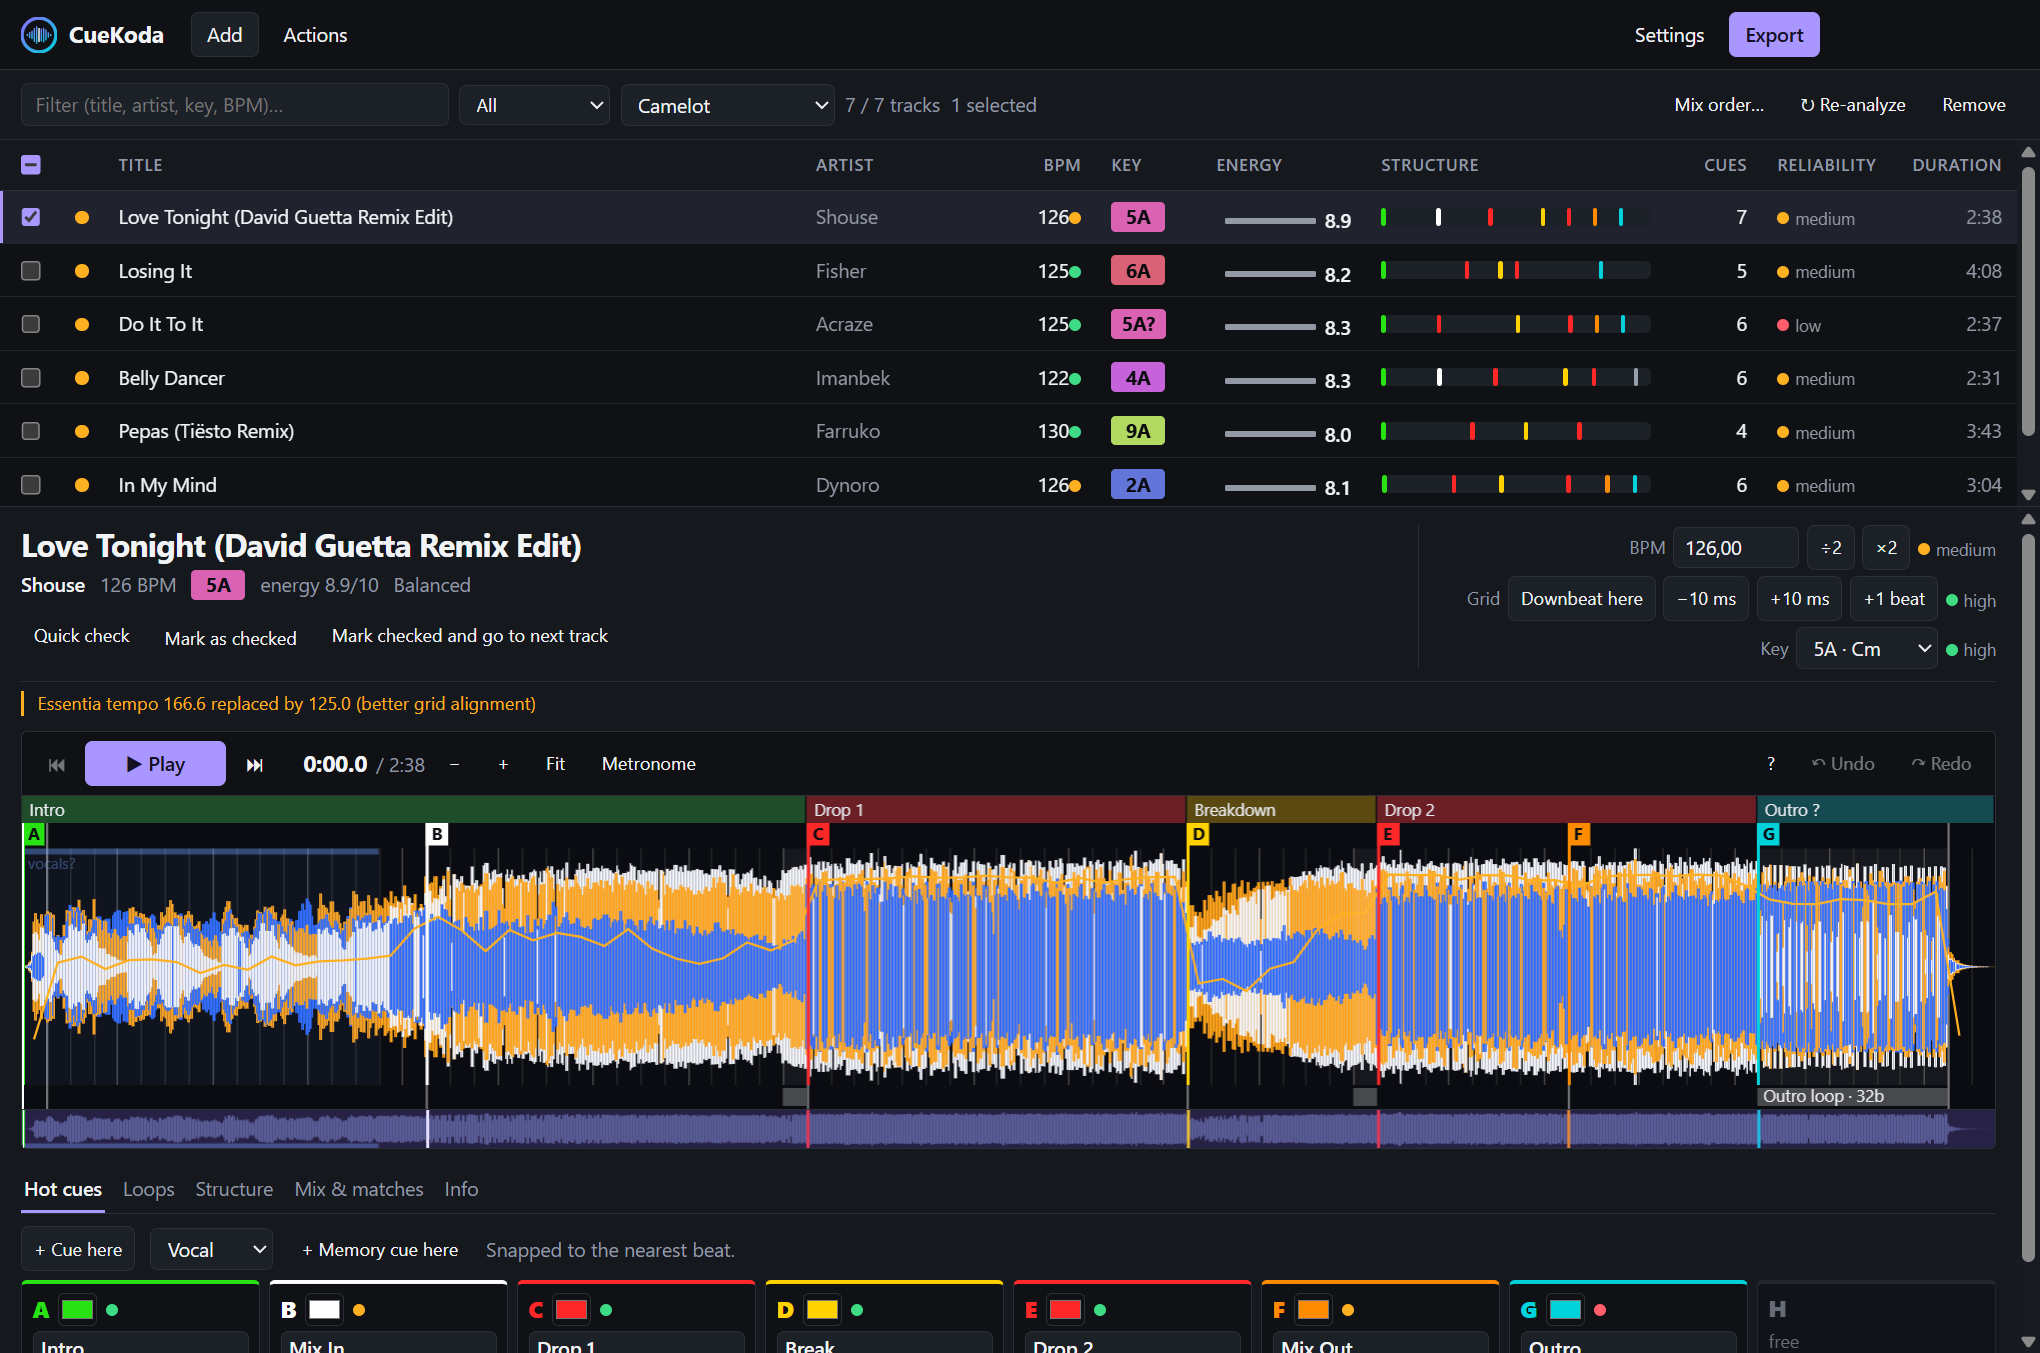 CueKoda Add Actions Settings Export
Filter (title, artist, key, BPM)... All Camelot 7 / 7 tracks 1 selected Mix order... ↻ Re-analyze Remove
TITLE ARTIST BPM KEY ENERGY STRUCTURE CUES RELIABILITY DURATION
Love Tonight (David Guetta Remix Edit) Shouse 126 5A 8.9 7 medium 2:38
Losing It Fisher 125 6A 8.2 5 medium 4:08
Do It To It Acraze 125 5A? 8.3 6 low 2:37
Belly Dancer Imanbek 122 4A 8.3 6 medium 2:31
Pepas (Tiësto Remix) Farruko 130 9A 8.0 4 medium 3:43
In My Mind Dynoro 126 2A 8.1 6 medium 3:04
Love Tonight (David Guetta Remix Edit)
BPM 126,00 ÷2 ×2 medium
Shouse 126 BPM 5A energy 8.9/10 Balanced
Grid Downbeat here −10 ms +10 ms +1 beat high
Quick check Mark as checked Mark checked and go to next track
Key 5A · Cm high
Essentia tempo 166.6 replaced by 125.0 (better grid alignment)
⏮ ▶ Play ⏭ 0:00.0 / 2:38 − + Fit Metronome ? ↶ Undo ↷ Redo
Intro Drop 1 Breakdown Drop 2 Outro ?
A B C D E F G
vocals?
Outro loop · 32b
Hot cues Loops Structure Mix & matches Info
+ Cue here Vocal + Memory cue here Snapped to the nearest beat.
A B C D E F G H
Intro Mix In Drop 1 Break Drop 2 Mix Out Outro free